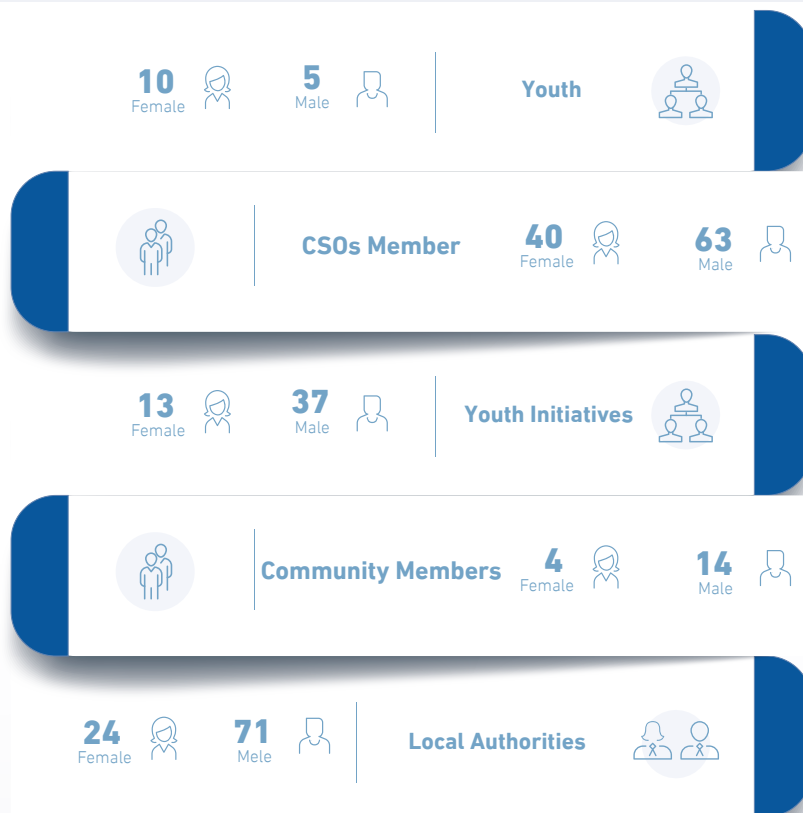 10
Female
5
Male
Youth
CSOs Member
40
Female
63
Male
13
Female
37
Male
Youth Initiatives
Community Members
4
Female
14
Male
24
Female
71
Mele
Local Authorities